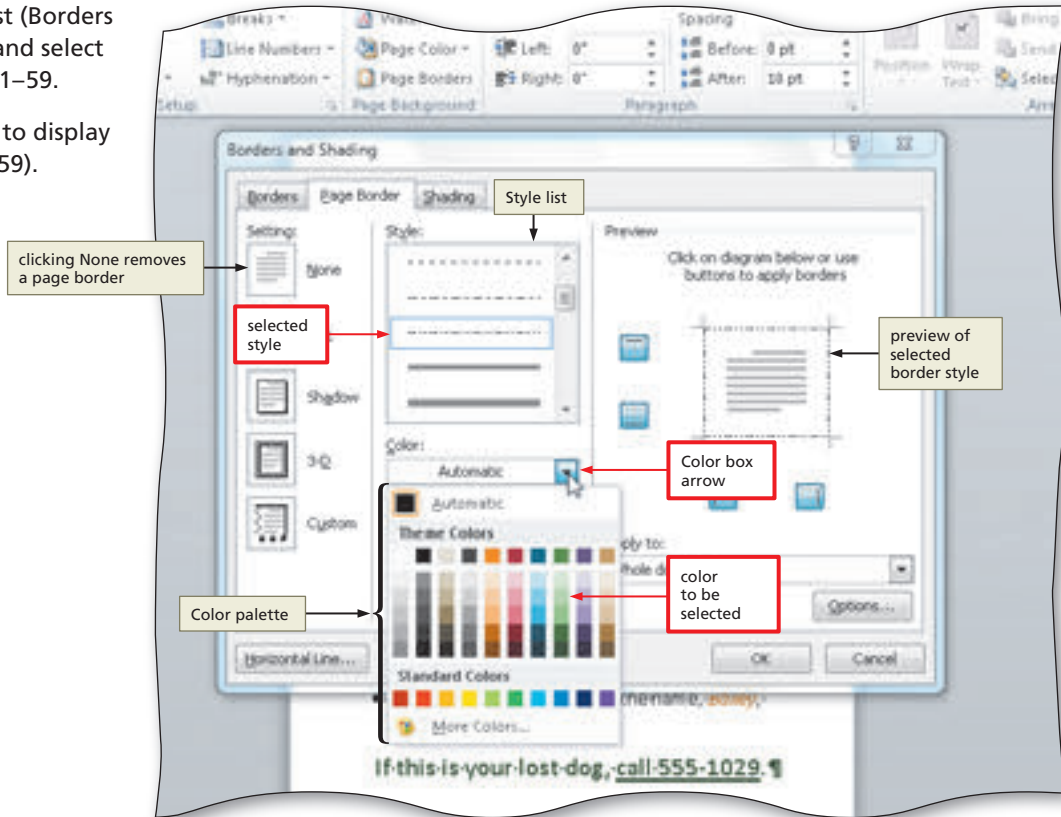 st (Borders
and select
1–59.
to display
59).
Breaks
Line Numbers
Hyphenation
Setup
Page Color
Page Borders
Page Background
Left: 0"
Right: 0"
Spacing
Before: 0 pt
After: 10 pt
Paragraph
Position
Wrap
Text
Bring
Send
Selec
Borders and Shading
Borders
Page Border
Shading
Style list
Setting:
Style:
Preview
clicking None removes
a page border
None
Click on diagram below or use
buttons to apply borders
selected
style
preview of
selected
border style
Shadow
3-D
Custom
Color:
Automatic
Color box
arrow
Automatic
Theme Colors
ply to:
hole d
color
to be
selected
Color palette
Options...
Horizontal Line...
OK
Cancel
Standard Colors
More Colors...
the name, Bailey,
If·this·is·your·lost·dog,·call·555-1029.¶